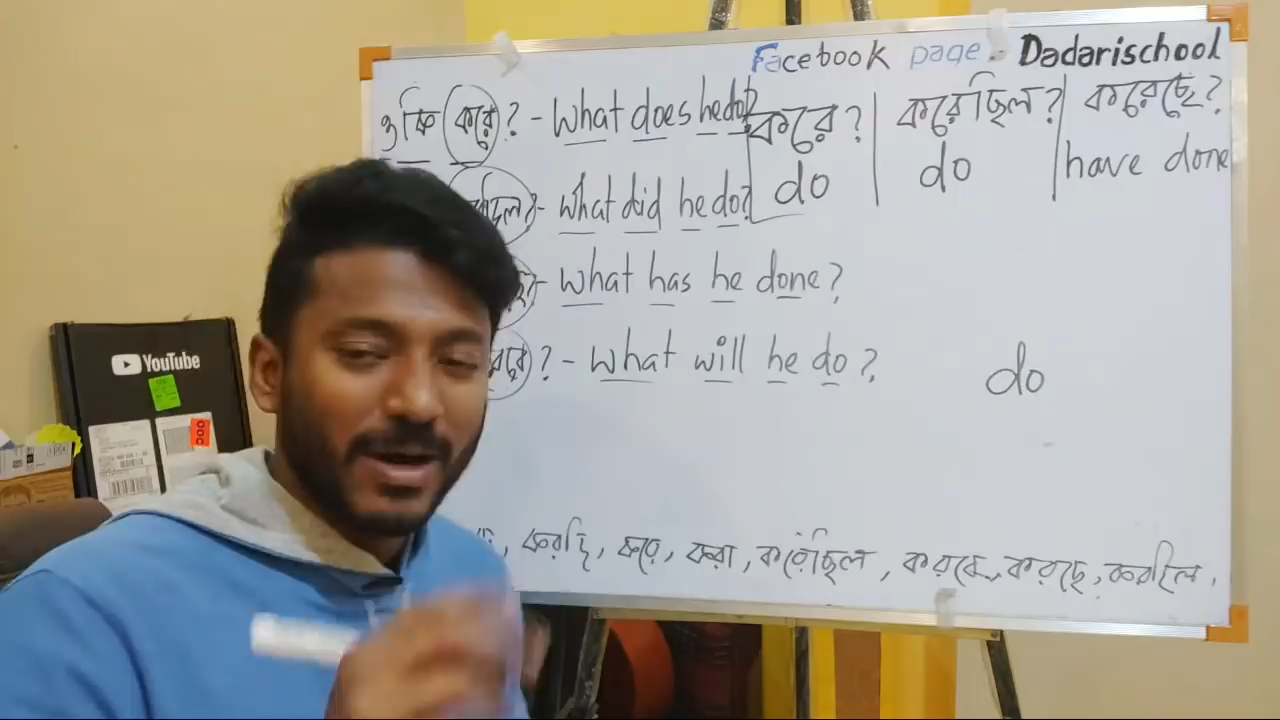 Facebook page - Dadarischool
ও কি করে? - What does he do?
করে? করেছিল? করেছে?
do do have done
What did he do?
What has he done?
What will he do?
do
YouTube
করছি, করে, করা, করেছিল, করবে, করছে, করছিল,